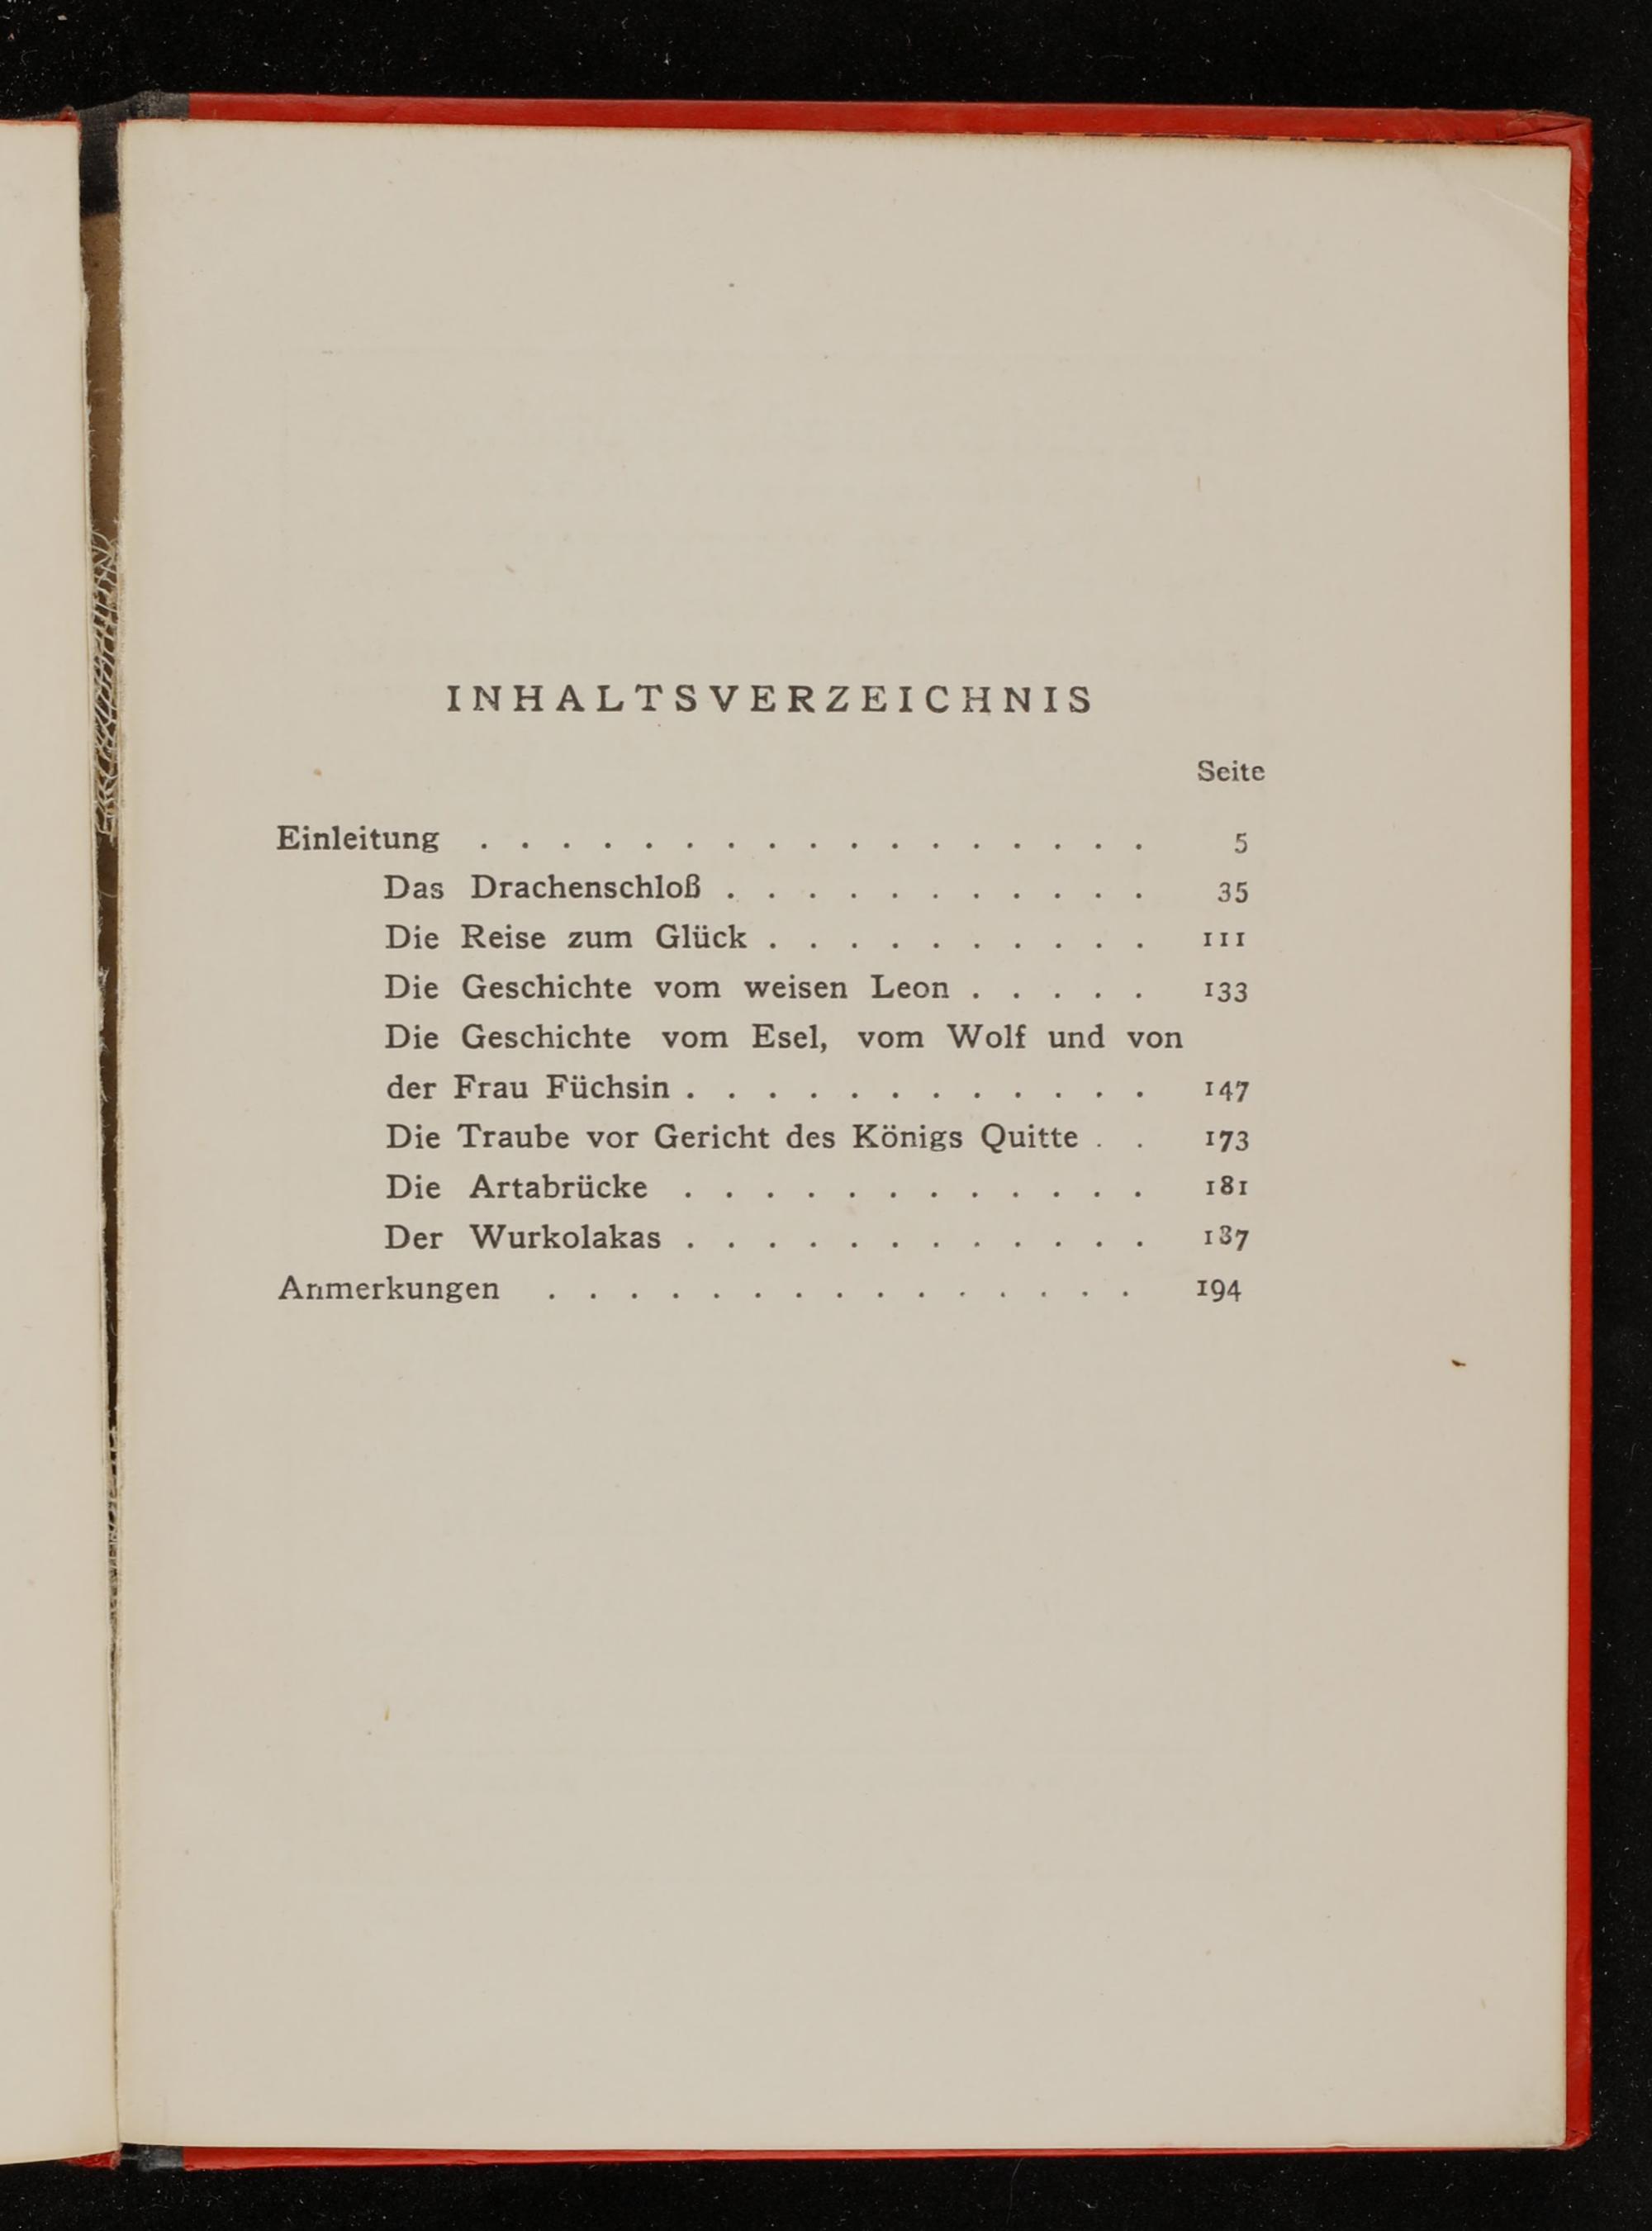 INHALTSVERZEICHNIS
Seite
Einleitung . . . . . . . . . . . . . . . . . 5
Das Drachenschloß . . . . . . . . . . . 35
Die Reise zum Glück . . . . . . . . . . 111
Die Geschichte vom weisen Leon . . . . . 133
Die Geschichte vom Esel, vom Wolf und von
der Frau Füchsin . . . . . . . . . . . . 147
Die Traube vor Gericht des Königs Quitte . . 173
Die Artabrücke . . . . . . . . . . . . 181
Der Wurkolakas . . . . . . . . . . . . 187
Anmerkungen . . . . . . . . . . . . . . . 194